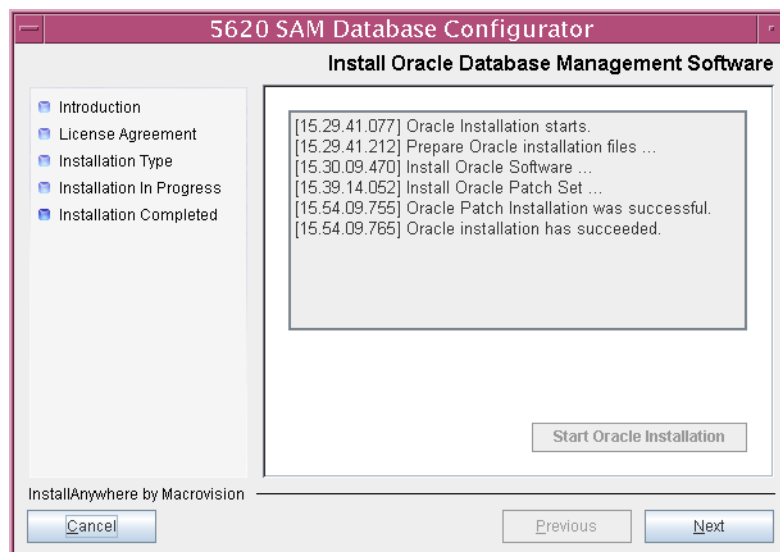 5620 SAM Database Configurator
Install Oracle Database Management Software
Introduction
License Agreement
Installation Type
Installation In Progress
Installation Completed
[15.29.41.077] Oracle Installation starts.
[15.29.41.212] Prepare Oracle installation files ...
[15.30.09.470] Install Oracle Software ...
[15.39.14.052] Install Oracle Patch Set ...
[15.54.09.755] Oracle Patch Installation was successful.
[15.54.09.765] Oracle installation has succeeded.
Start Oracle Installation
InstallAnywhere by Macrovision
Cancel
Previous
Next